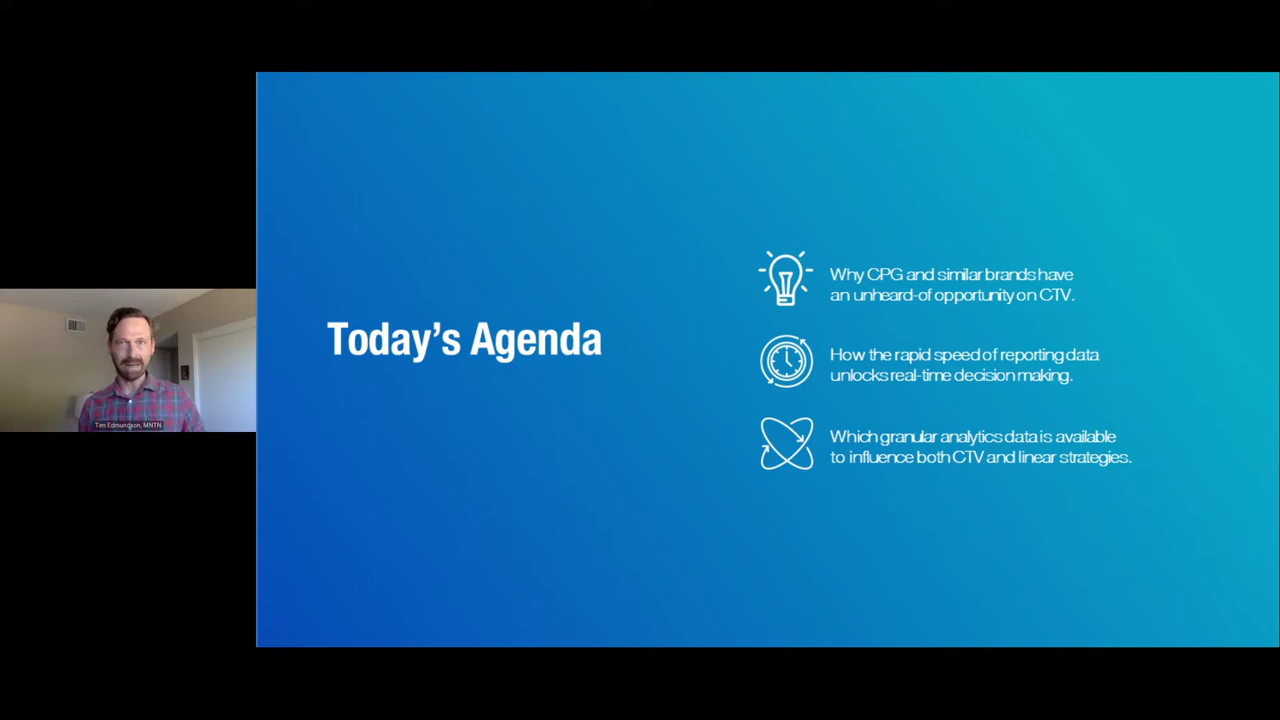 Today's Agenda
Why CPG and similar brands have
an unheard-of opportunity on CTV.
How the rapid speed of reporting data
unlocks real-time decision making.
Which granular analytics data is available
to influence both CTV and linear strategies.
Tim Edmundson, MNTN